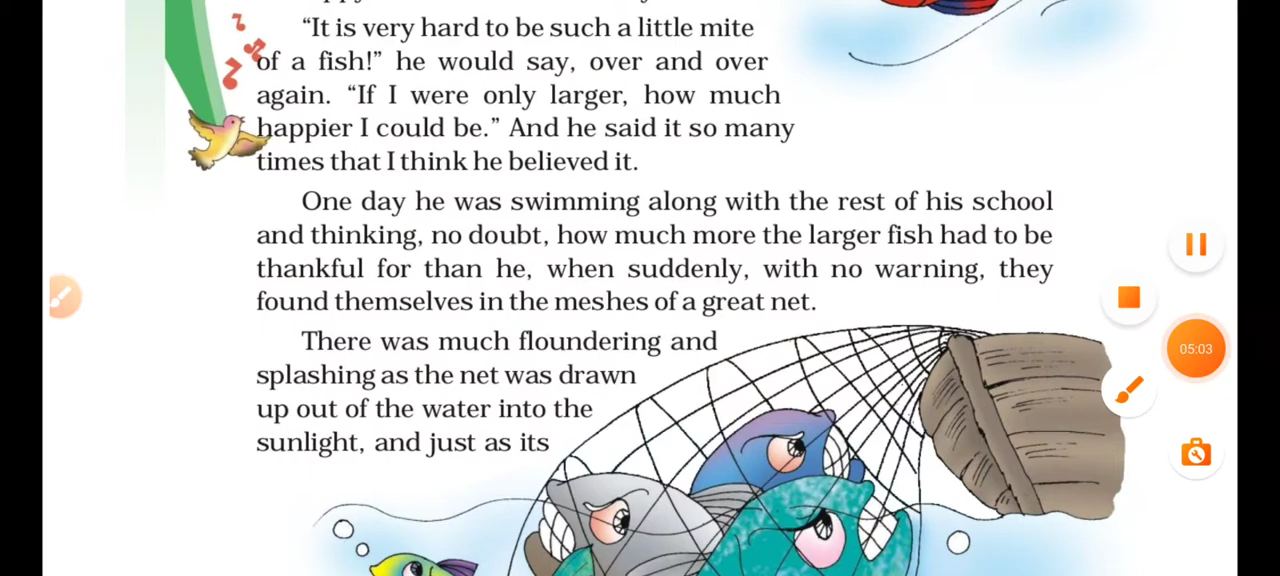 “It is very hard to be such a little mite
of a fish!” he would say, over and over
again. “If I were only larger, how much
happier I could be.” And he said it so many
times that I think he believed it.
One day he was swimming along with the rest of his school
and thinking, no doubt, how much more the larger fish had to be
thankful for than he, when suddenly, with no warning, they
found themselves in the meshes of a great net.
There was much floundering and
splashing as the net was drawn
up out of the water into the
sunlight, and just as its
05:03